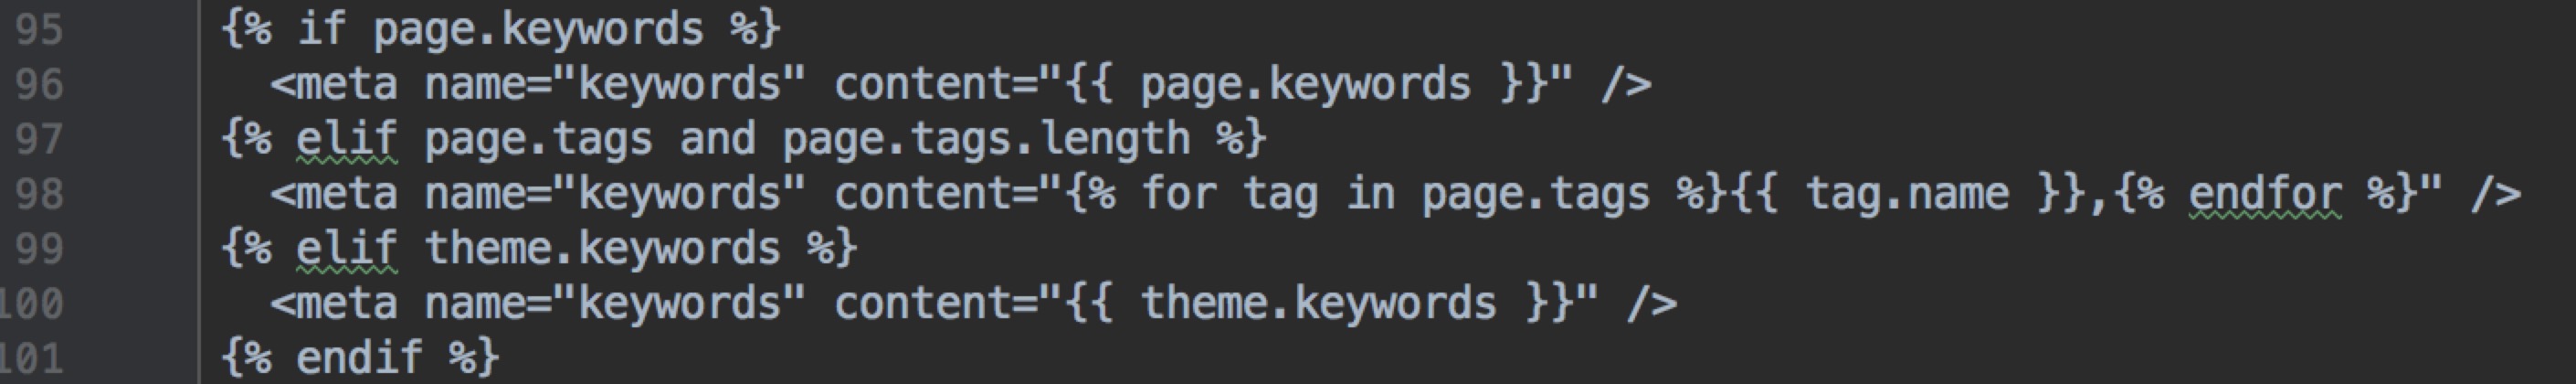 95 {% if page.keywords %}
96 <meta name="keywords" content="{{ page.keywords }}" />
97 {% elif page.tags and page.tags.length %}
98 <meta name="keywords" content="{% for tag in page.tags %}{{ tag.name }},{% endfor %}" />
99 {% elif theme.keywords %}
100 <meta name="keywords" content="{{ theme.keywords }}" />
101 {% endif %}